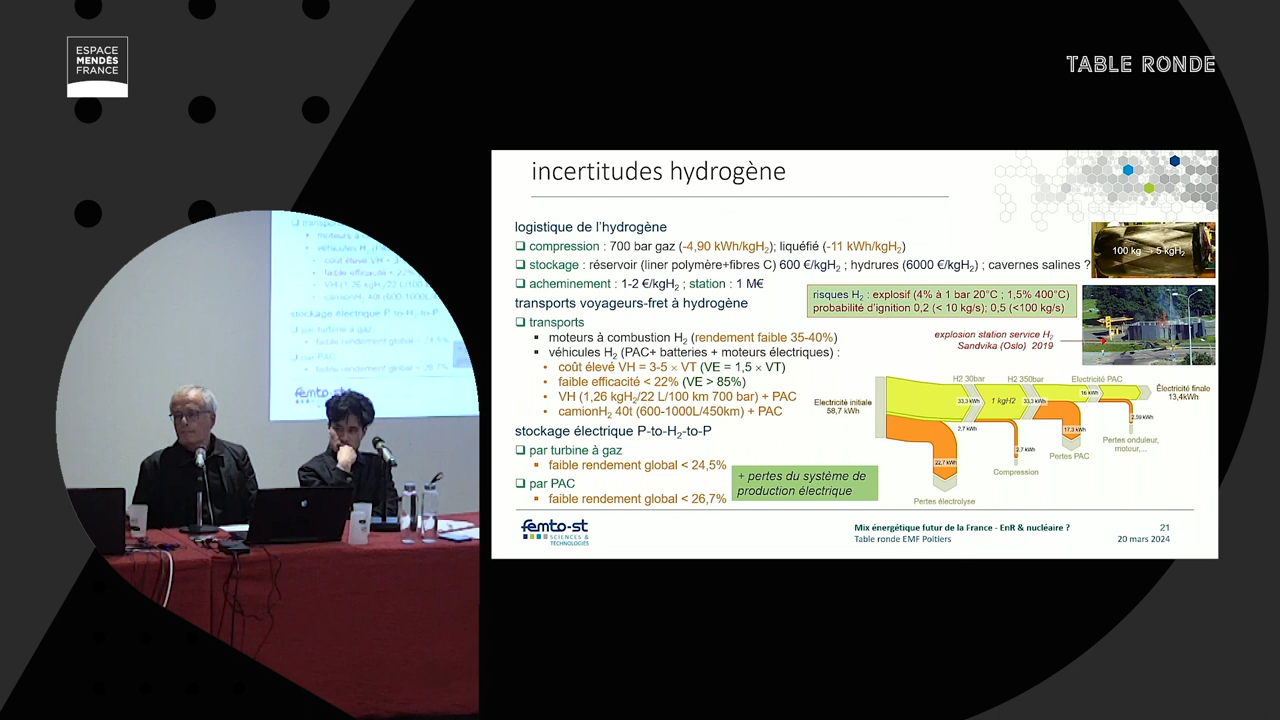 ESPACE
MENDÈS
FRANCE
TABLE RONDE
incertitudes hydrogène
logistique de l'hydrogène
❑ compression : 700 bar gaz (-4,90 kWh/kgH₂); liquéfié (-11 kWh/kgH₂)
❑ stockage : réservoir (liner polymère+fibres C) 600 €/kgH₂ ; hydrures (6000 €/kgH₂) ; cavernes salines ?
❑ acheminement : 1-2 €/kgH₂ ; station : 1 M€
100 kg → 5 kgH₂
transports voyageurs-fret à hydrogène
risques H₂ : explosif (4% à 1 bar 20°C ; 1,5% 400°C)
probabilité d'ignition 0,2 (< 10 kg/s); 0,5 (<100 kg/s)
❑ transports
▪ moteurs à combustion H₂ (rendement faible 35-40%)
▪ véhicules H₂ (PAC+ batteries + moteurs électriques) :
• coût élevé VH = 3-5 × VT (VE = 1,5 × VT)
• faible efficacité < 22% (VE > 85%)
• VH (1,26 kgH₂/22 L/100 km 700 bar) + PAC
• camionH₂ 40t (600-1000L/450km) + PAC
explosion station service H₂
Sandvika (Oslo) 2019
stockage électrique P-to-H₂-to-P
❑ par turbine à gaz
▪ faible rendement global < 24,5%
❑ par PAC
▪ faible rendement global < 26,7%
+ pertes du système de
production électrique
H2 30bar
H2 350bar
Electricité PAC
Électricité finale
13,4kWh
Electricité initiale
58,7 kWh
33,3 kWh
1 kgH2
33,3 kWh
16 kWh
2,7 kWh
2,7 kWh
17,3 kWh
2,59 kWh
22,7 kWh
Pertes onduleur,
moteur,...
Pertes PAC
Compression
Pertes électrolyse
femto-st
SCIENCES &
TECHNOLOGIES
Mix énergétique futur de la France - EnR & nucléaire ?
Table ronde EMF Poitiers
21
20 mars 2024